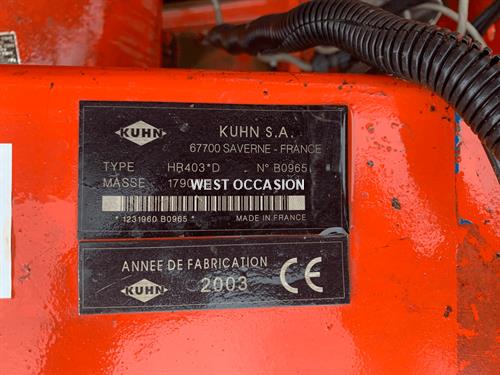 KUHN
KUHN S.A.
67700 SAVERNE - FRANCE
TYPE HR403*D N° B0965
MASSE 1790
WEST OCCASION
* 1231960 B0965 * MADE IN FRANCE
ANNEE DE FABRICATION
KUHN 2003 CE